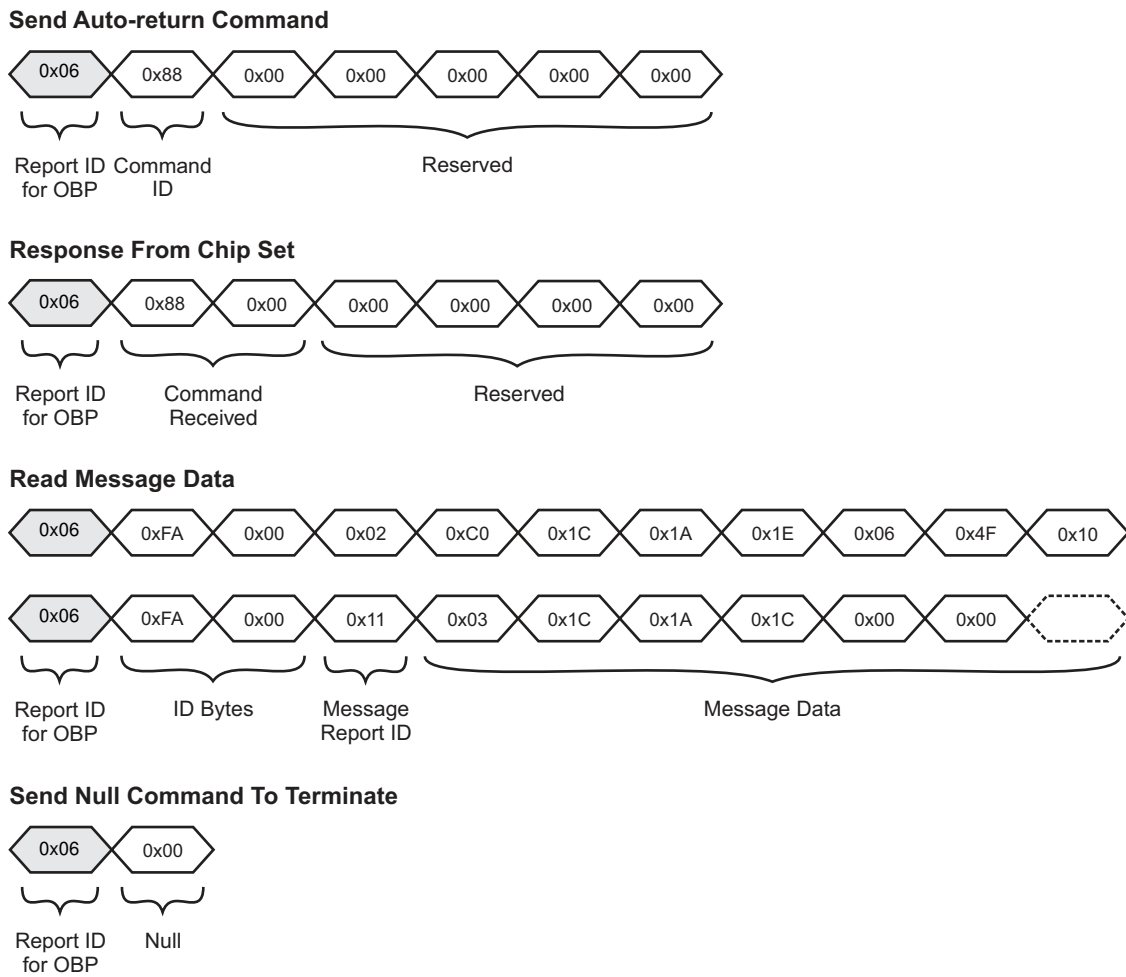 Send Auto-return Command
0x06 0x88 0x00 0x00 0x00 0x00 0x00
Report ID Command Reserved
for OBP ID
Response From Chip Set
0x06 0x88 0x00 0x00 0x00 0x00 0x00
Report ID Command Reserved
for OBP Received
Read Message Data
0x06 0xFA 0x00 0x02 0xC0 0x1C 0x1A 0x1E 0x06 0x4F 0x10
0x06 0xFA 0x00 0x11 0x03 0x1C 0x1A 0x1C 0x00 0x00
Report ID ID Bytes Message Message Data
for OBP Report ID
Send Null Command To Terminate
0x06 0x00
Report ID Null
for OBP